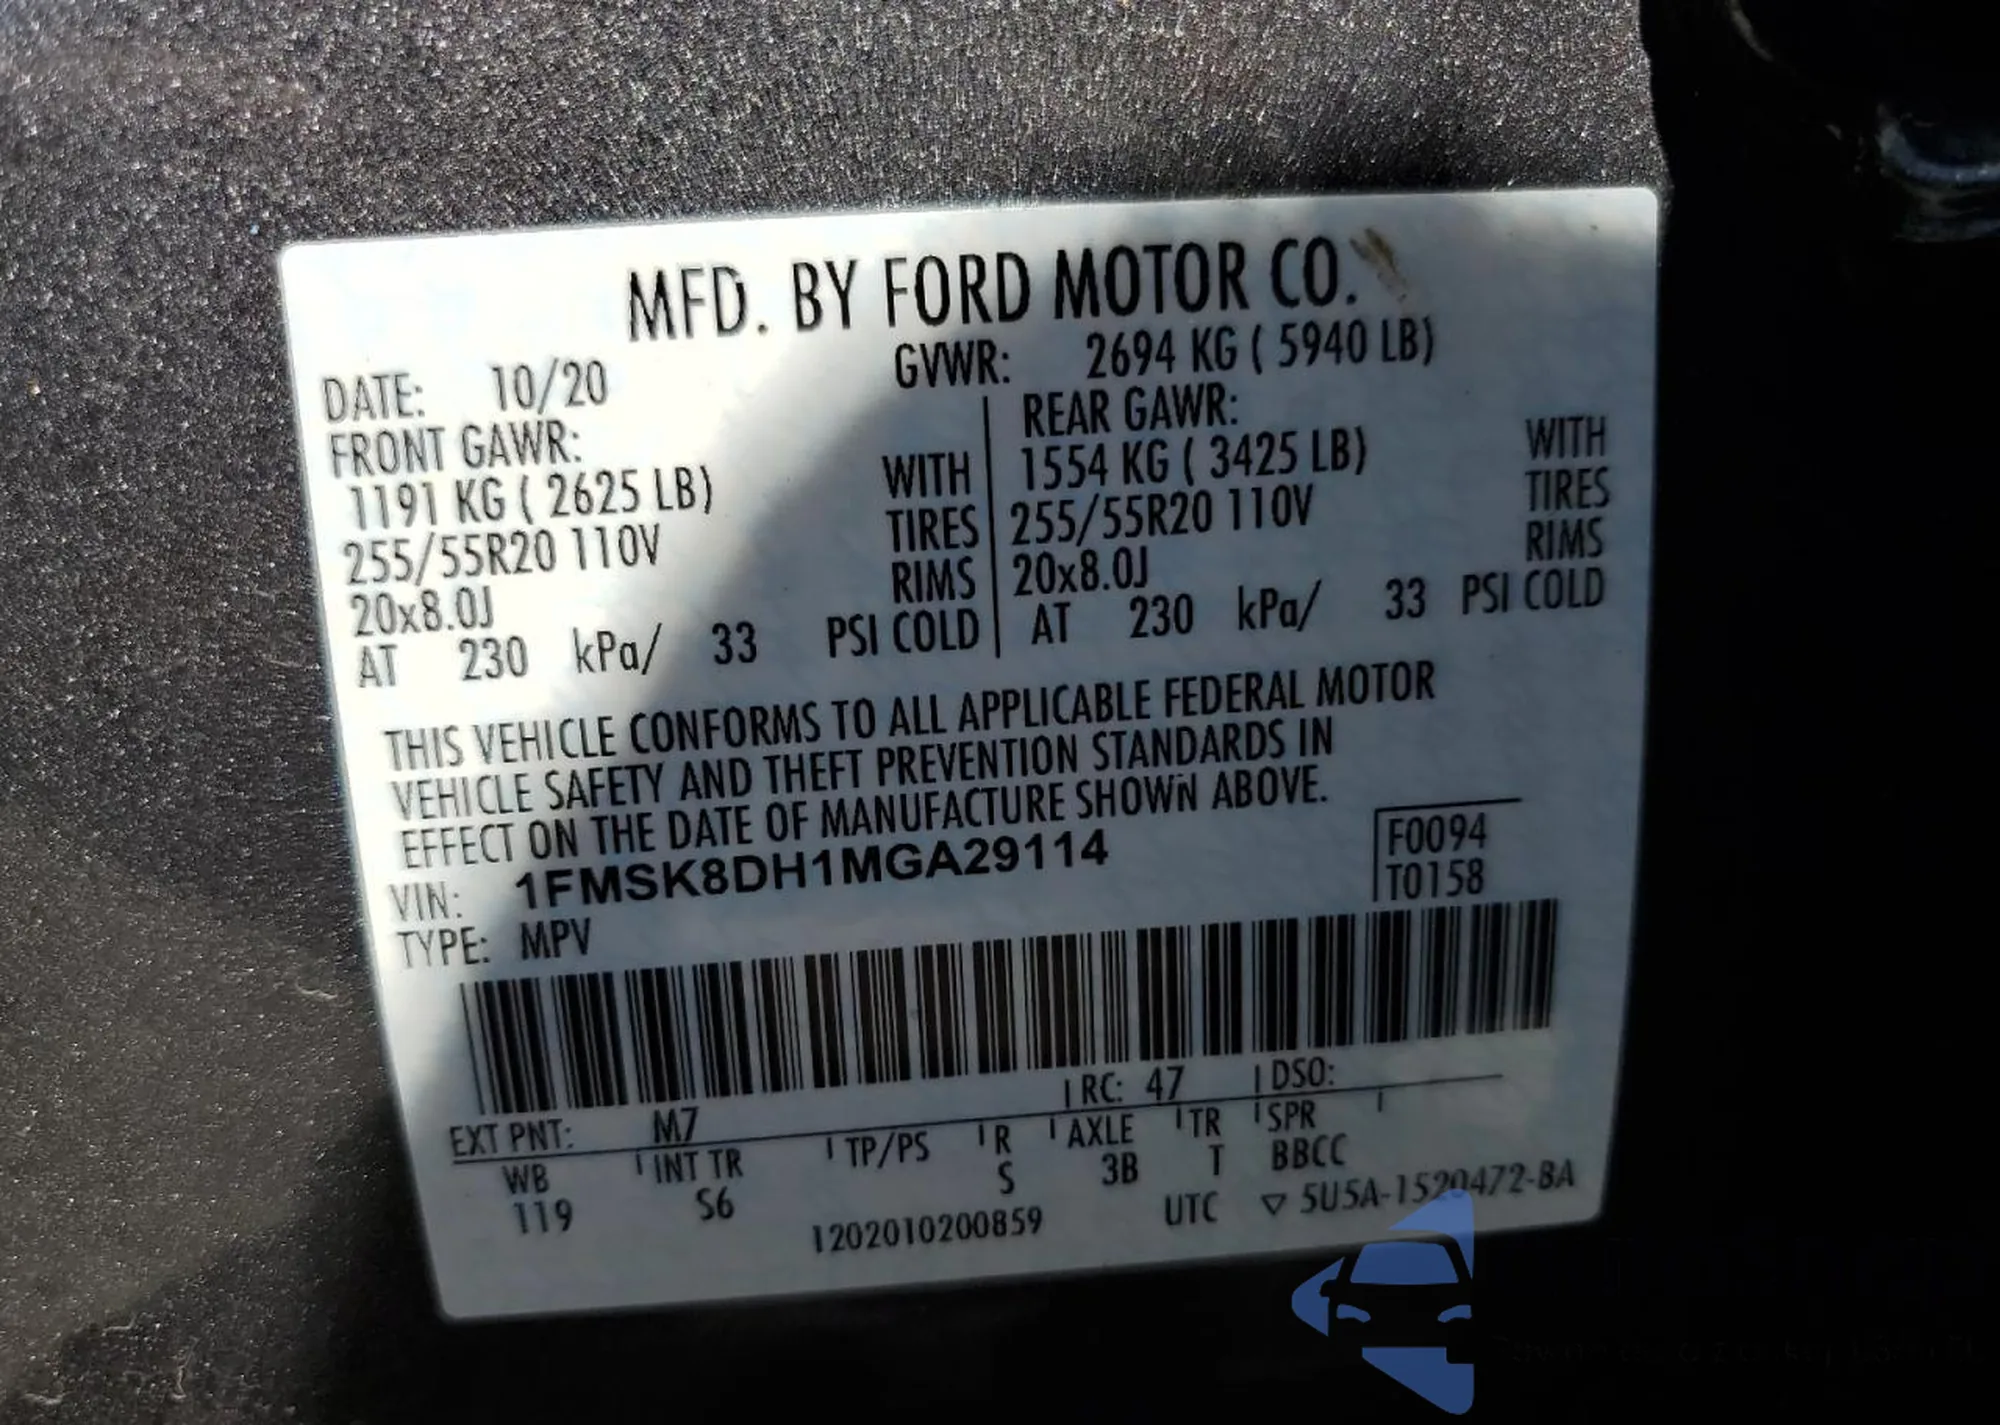 MFD. BY FORD MOTOR CO.
DATE: 10/20 GVWR: 2694 KG ( 5940 LB)
FRONT GAWR: REAR GAWR:
1191 KG ( 2625 LB) WITH 1554 KG ( 3425 LB) WITH
255/55R20 110V TIRES 255/55R20 110V TIRES
20x8.0J RIMS 20x8.0J RIMS
AT 230 kPa/ 33 PSI COLD AT 230 kPa/ 33 PSI COLD
THIS VEHICLE CONFORMS TO ALL APPLICABLE FEDERAL MOTOR
VEHICLE SAFETY AND THEFT PREVENTION STANDARDS IN
EFFECT ON THE DATE OF MANUFACTURE SHOWN ABOVE.
VIN: 1FMSK8DH1MGA29114 F0094
TYPE: MPV T0158
EXT PNT: M7 RC: 47 DSO:
WB INT TR TP/PS R AXLE TR SPR
119 S6 S 3B T BBCC
1202010200859 UTC ▽ 5U5A-1520472-BA